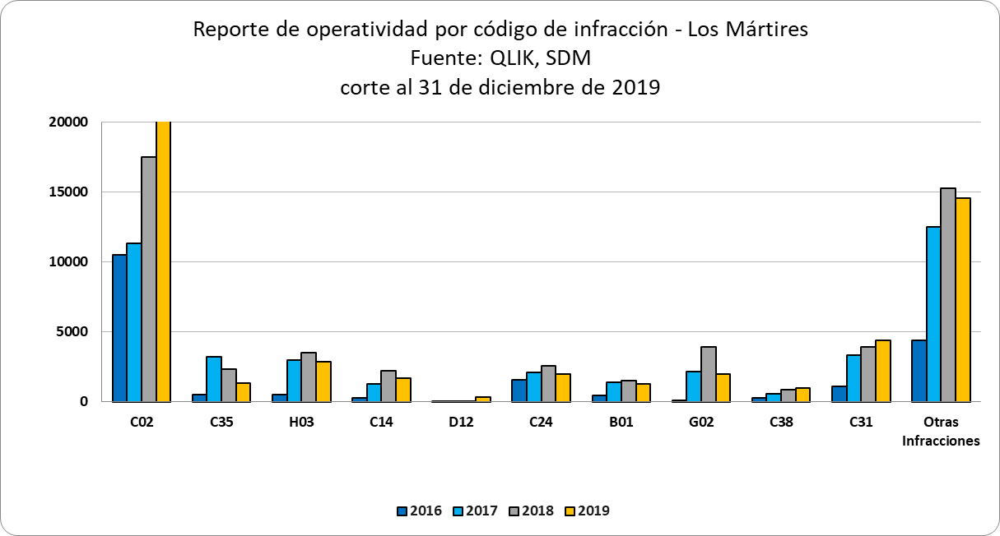 Reporte de operatividad por código de infracción - Los Mártires
Fuente: QLIK, SDM
corte al 31 de diciembre de 2019
20000
15000
10000
5000
0
C02 C35 H03 C14 D12 C24 B01 G02 C38 C31 Otras
Infracciones
2016 2017 2018 2019